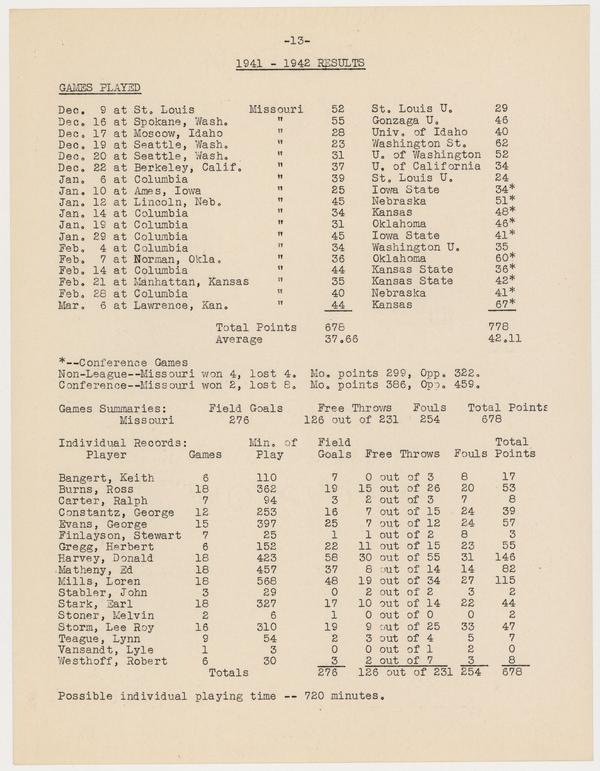 -13-
1941 - 1942 RESULTS
GAMES PLAYED
Dec. 9 at St. Louis Missouri 52 St. Louis U. 29
Dec. 16 at Spokane, Wash. " 55 Gonzaga U. 46
Dec. 17 at Moscow, Idaho " 28 Univ. of Idaho 40
Dec. 19 at Seattle, Wash. " 23 Washington St. 62
Dec. 20 at Seattle, Wash. " 31 U. of Washington 52
Dec. 22 at Berkeley, Calif. " 37 U. of California 34
Jan. 6 at Columbia " 39 St. Louis U. 24
Jan. 10 at Ames, Iowa " 25 Iowa State 34*
Jan. 12 at Lincoln, Neb. " 45 Nebraska 51*
Jan. 14 at Columbia " 34 Kansas 48*
Jan. 19 at Columbia " 31 Oklahoma 46*
Jan. 29 at Columbia " 45 Iowa State 41*
Feb. 4 at Columbia " 34 Washington U. 35
Feb. 7 at Norman, Okla. " 36 Oklahoma 60*
Feb. 14 at Columbia " 44 Kansas State 36*
Feb. 21 at Manhattan, Kansas " 35 Kansas State 42*
Feb. 28 at Columbia " 40 Nebraska 41*
Mar. 6 at Lawrence, Kan. " 44 Kansas 67*
Total Points 678 778
Average 37.66 42.11
*--Conference Games
Non-League--Missouri won 4, lost 4. Mo. points 299, Opp. 322.
Conference--Missouri won 2, lost 8. Mo. points 386, Opp. 459.
Games Summaries: Field Goals Free Throws Fouls Total Points
Missouri 276 126 out of 231 254 678
Individual Records: Min. of Field Total
Player Games Play Goals Free Throws Fouls Points
Bangert, Keith 6 110 7 0 out of 3 8 17
Burns, Ross 18 362 19 15 out of 26 20 53
Carter, Ralph 7 94 3 2 out of 3 7 8
Constantz, George 12 253 16 7 out of 15 24 39
Evans, George 15 397 25 7 out of 12 24 57
Finlayson, Stewart 7 25 1 1 out of 2 8 3
Gregg, Herbert 6 152 22 11 out of 15 23 55
Harvey, Donald 18 423 58 30 out of 55 31 146
Matheny, Ed 18 457 37 8 out of 14 14 82
Mills, Loren 18 568 48 19 out of 34 27 115
Stabler, John 3 29 0 2 out of 2 3 2
Stark, Earl 18 327 17 10 out of 14 22 44
Stoner, Melvin 2 6 1 0 out of 0 0 2
Storm, Lee Roy 16 310 19 9 out of 25 33 47
Teague, Lynn 9 54 2 3 out of 4 5 7
Vansandt, Lyle 1 3 0 0 out of 1 2 0
Westhoff, Robert 6 30 3 2 out of 7 3 8
Totals 276 126 out of 231 254 678
Possible individual playing time -- 720 minutes.